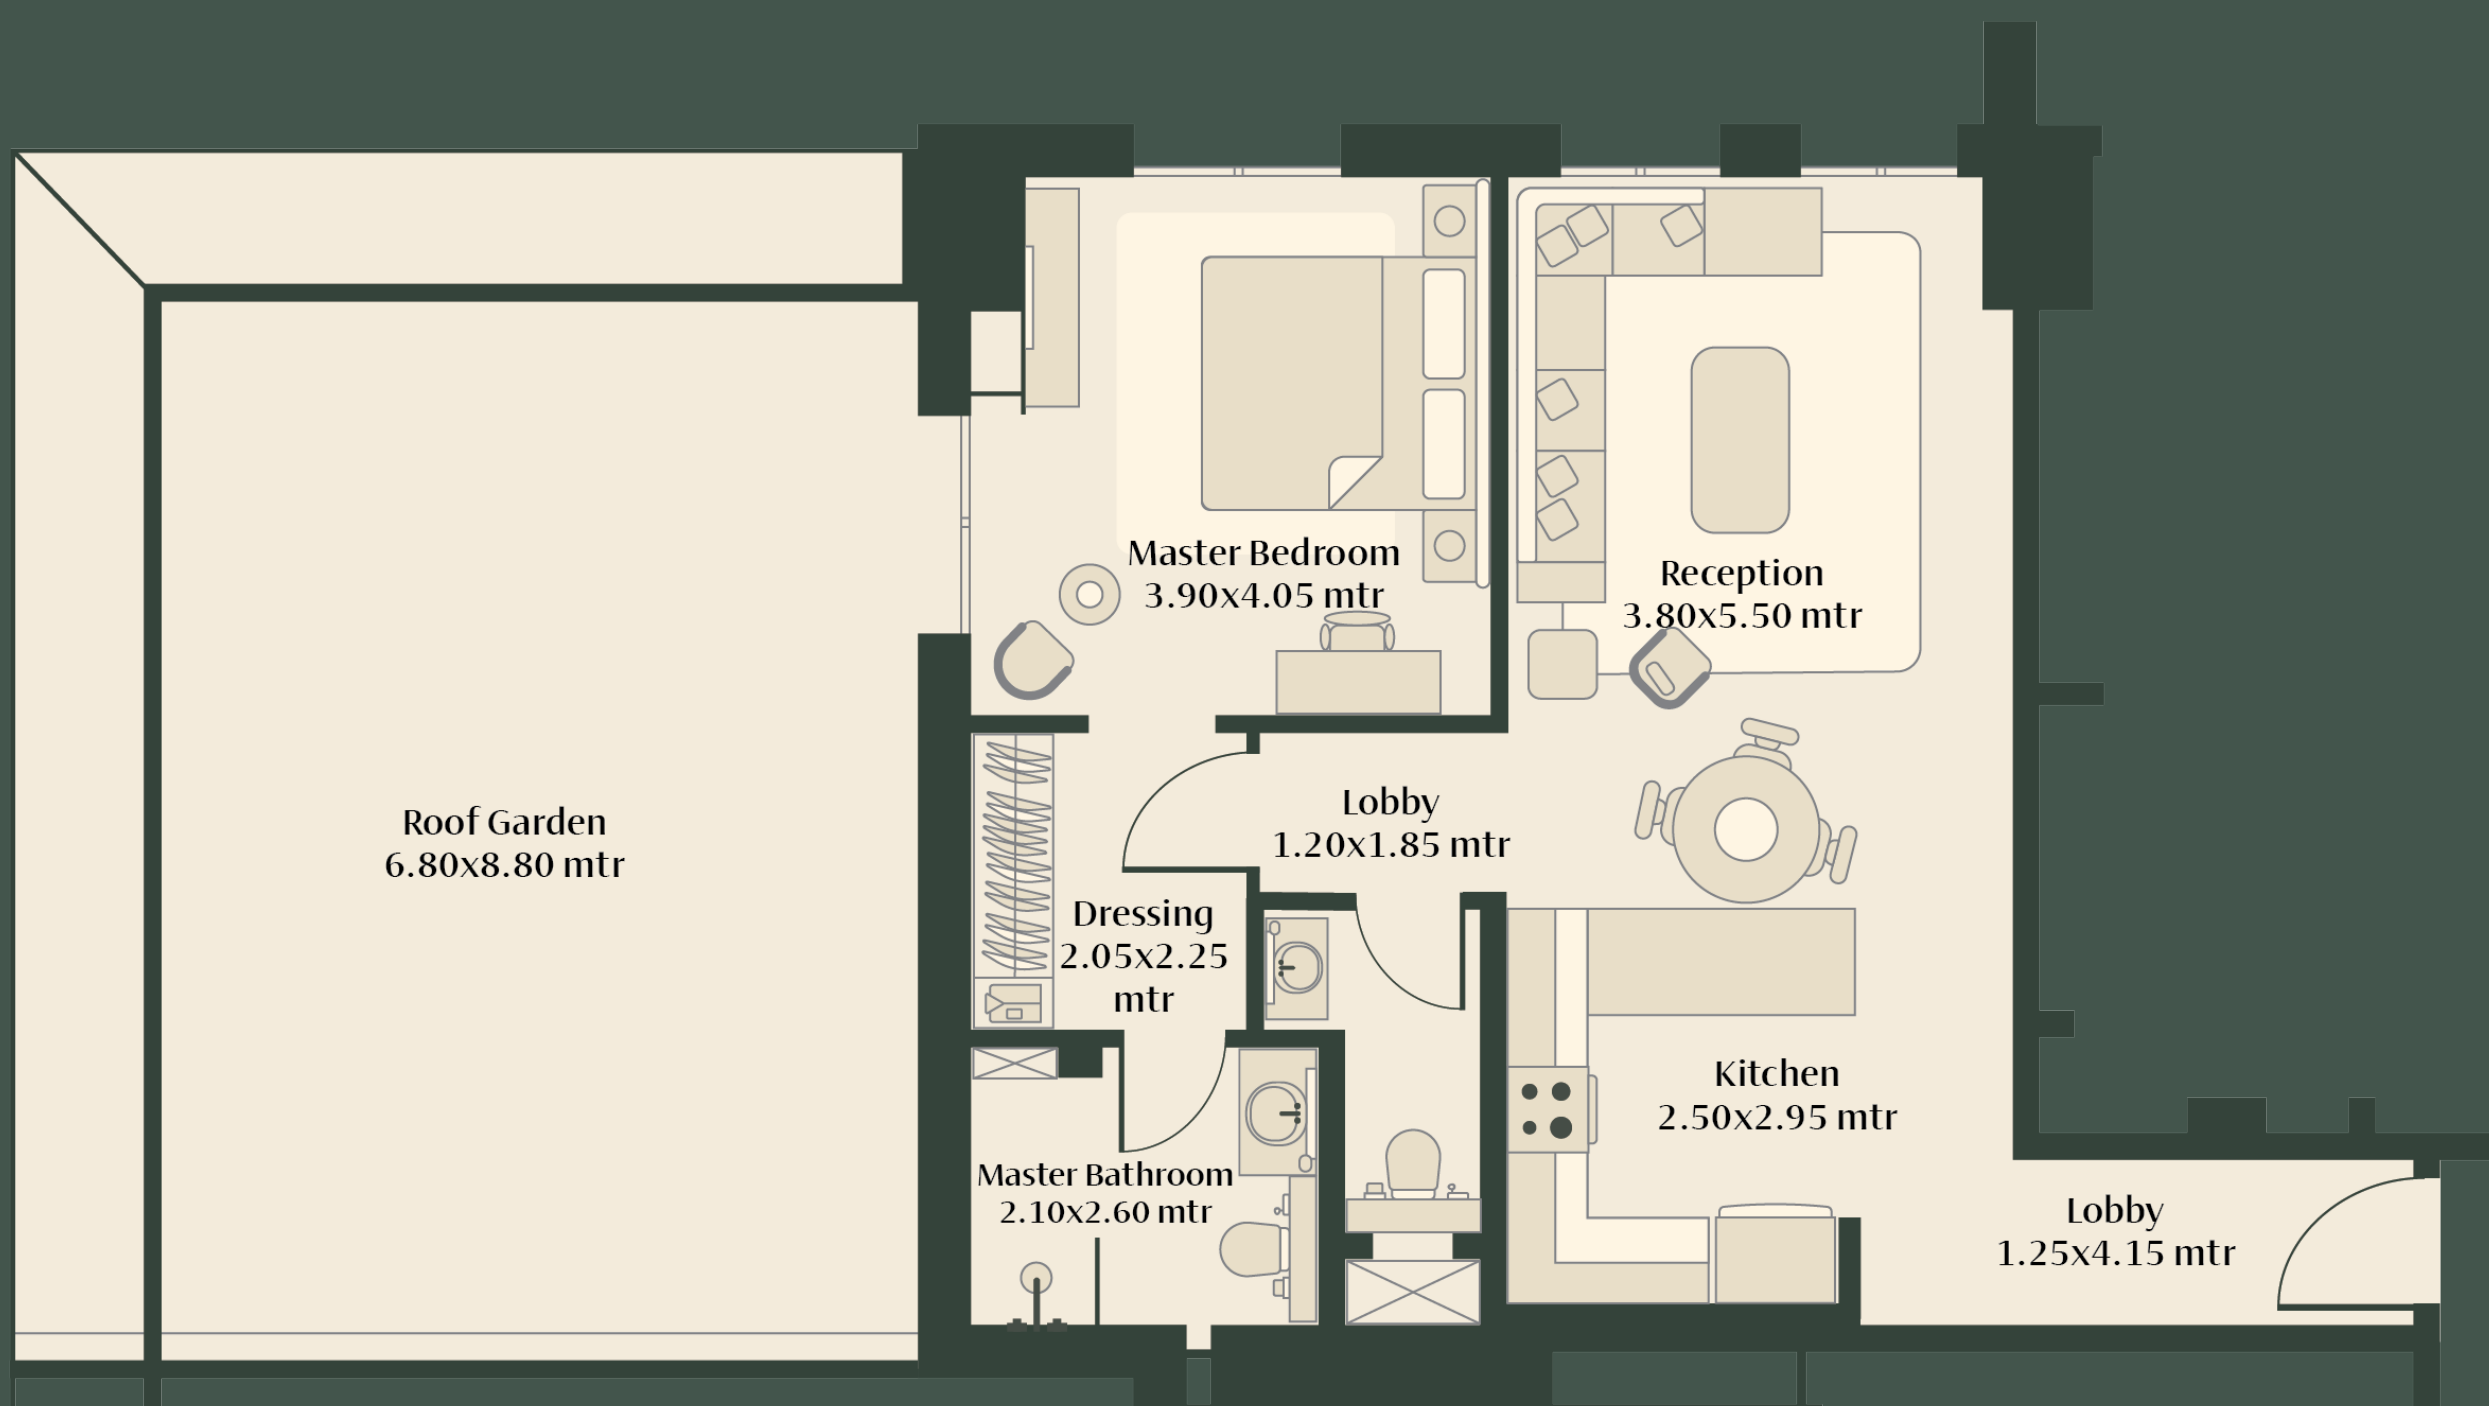 Master Bedroom
3.90x4.05 mtr
Reception
3.80x5.50 mtr
Roof Garden
6.80x8.80 mtr
Lobby
1.20x1.85 mtr
Dressing
2.05x2.25
mtr
Kitchen
2.50x2.95 mtr
Master Bathroom
2.10x2.60 mtr
Lobby
1.25x4.15 mtr